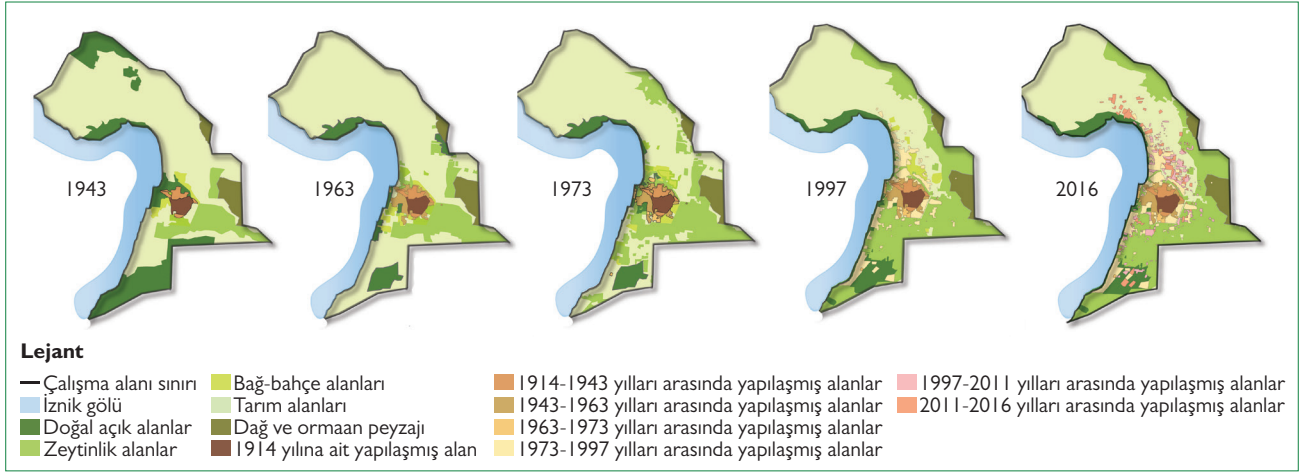 1943
1963
1973
1997
2016
Lejant
Çalışma alanı sınırı
İznik gölü
Doğal açık alanlar
Zeytinlik alanlar
Bağ-bahçe alanları
Tarım alanları
Dağ ve ormaan peyzajı
1914 yılına ait yapılaşmış alan
1914-1943 yılları arasında yapılaşmış alanlar
1943-1963 yılları arasında yapılaşmış alanlar
1963-1973 yılları arasında yapılaşmış alanlar
1973-1997 yılları arasında yapılaşmış alanlar
1997-2011 yılları arasında yapılaşmış alanlar
2011-2016 yılları arasında yapılaşmış alanlar